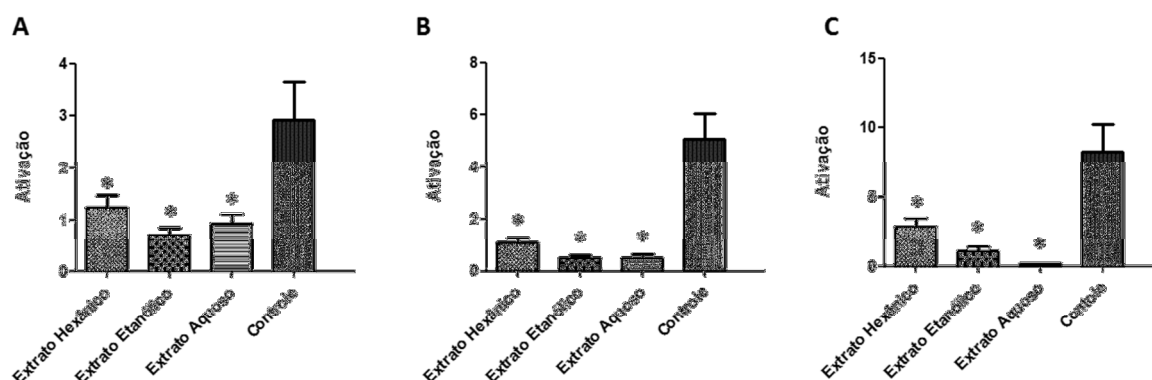 A
B
C
4
3
2
1
0
Ativação
Extrato Hexânico
Extrato Etanólico
Extrato Aquoso
Controle
8
6
4
2
0
Ativação
Extrato Hexânico
Extrato Etanólico
Extrato Aquoso
Controle
15
10
5
0
Ativação
Extrato Hexânico
Extrato Etanólico
Extrato Aquoso
Controle
*
*
*
*
*
*
*
*
*